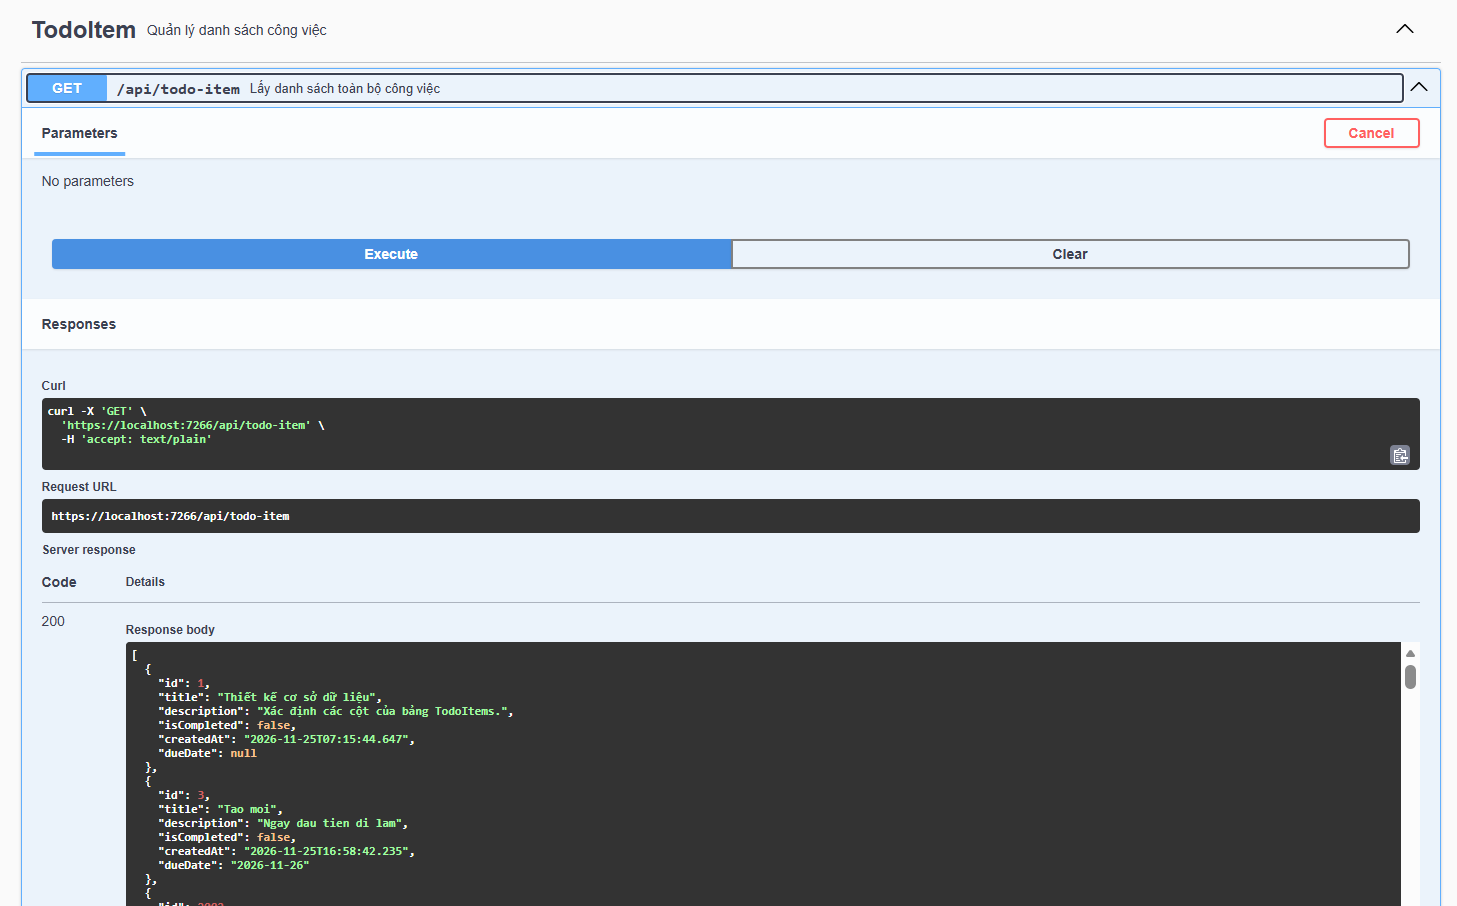 TodoItem Quản lý danh sách công việc
GET /api/todo-item Lấy danh sách toàn bộ công việc
Parameters
Cancel
No parameters
Execute
Clear
Responses
Curl
curl -X 'GET' \
  'https://localhost:7266/api/todo-item' \
  -H 'accept: text/plain'
Request URL
https://localhost:7266/api/todo-item
Server response
Code Details
200
Response body
[
  {
    "id": 1,
    "title": "Thiết kế cơ sở dữ liệu",
    "description": "Xác định các cột của bảng TodoItems.",
    "isCompleted": false,
    "createdAt": "2026-11-25T07:15:44.647",
    "dueDate": null
  },
  {
    "id": 3,
    "title": "Tao moi",
    "description": "Ngay dau tien di lam",
    "isCompleted": false,
    "createdAt": "2026-11-25T16:58:42.235",
    "dueDate": "2026-11-26"
  },
  {